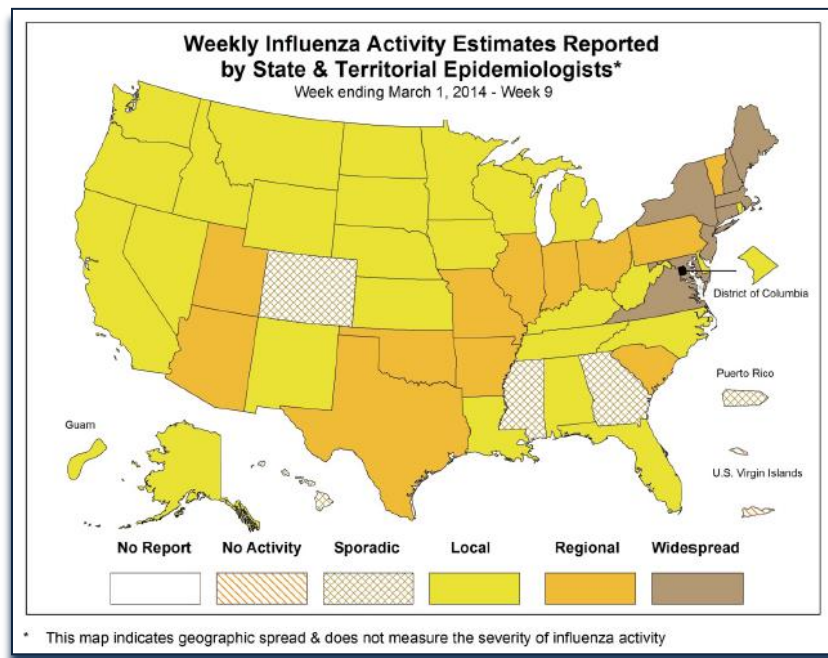 Weekly Influenza Activity Estimates Reported
by State & Territorial Epidemiologists*
Week ending March 1, 2014 - Week 9
District of Columbia
Puerto Rico
Guam
U.S. Virgin Islands
No Report No Activity Sporadic Local Regional Widespread
* This map indicates geographic spread & does not measure the severity of influenza activity